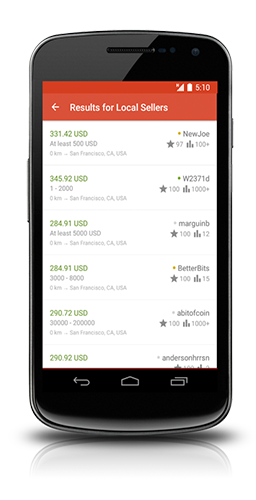 5:10
Results for Local Sellers
331.42 USD NewJoe
At least 500 USD 97 100+
0 km → San Francisco, CA, USA
345.92 USD W2371d
1 - 2000 100 1000+
0 km → San Francisco, CA, USA
284.91 USD marguinb
At least 5000 USD 100 12
0 km → San Francisco, CA, USA
284.91 USD BetterBits
3000 - 8000 100 15
0 km → San Francisco, CA, USA
290.72 USD abitofcoin
30000 - 200000 100 1000+
0 km → San Francisco, CA, USA
290.92 USD andersonhrrsn